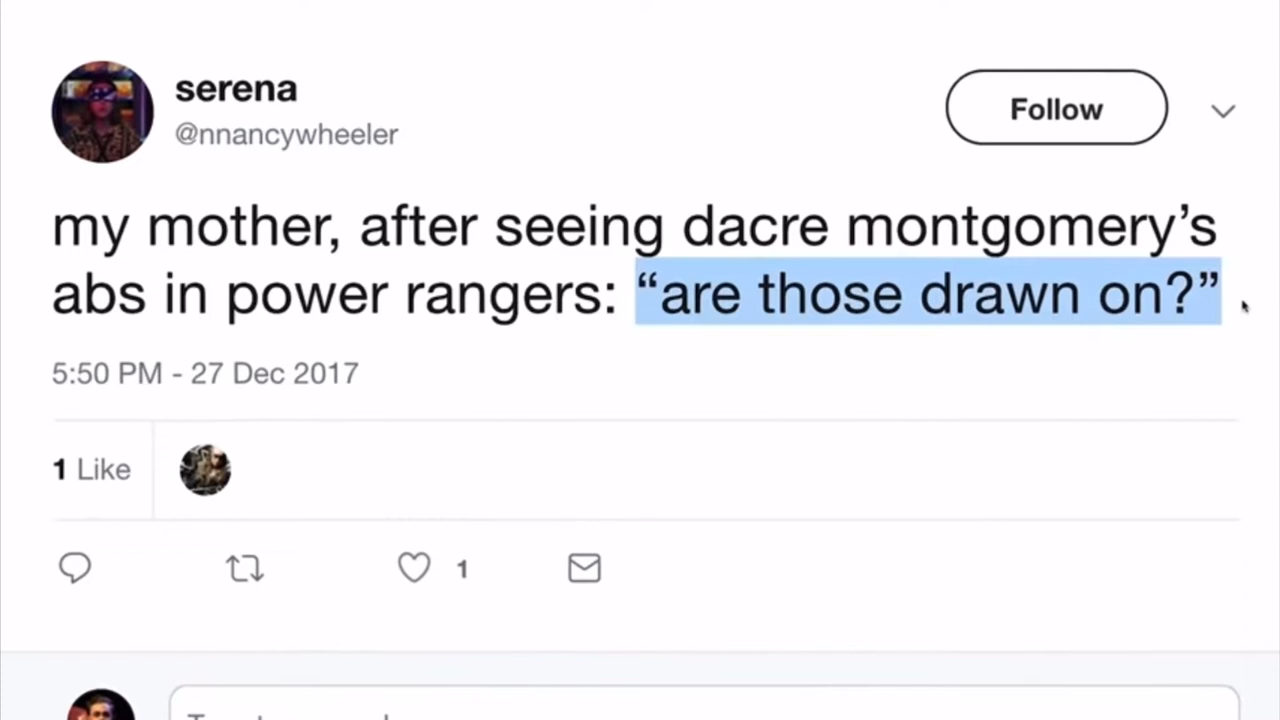 serena
@nnancywheeler
Follow
my mother, after seeing dacre montgomery’s
abs in power rangers: “are those drawn on?”
5:50 PM - 27 Dec 2017
1 Like
1